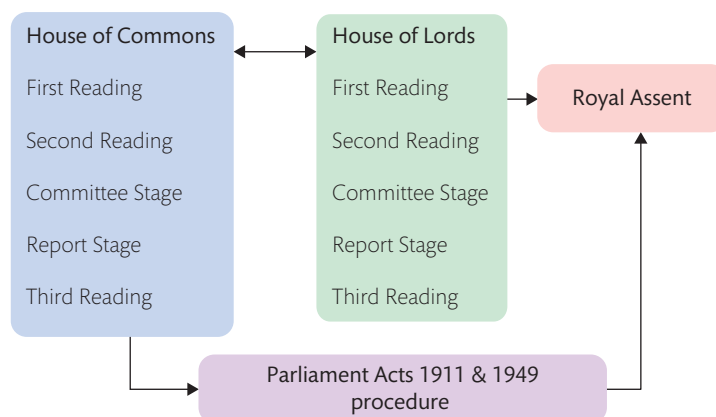 House of Commons
First Reading
Second Reading
Committee Stage
Report Stage
Third Reading
House of Lords
First Reading
Second Reading
Committee Stage
Report Stage
Third Reading
Royal Assent
Parliament Acts 1911 & 1949
procedure